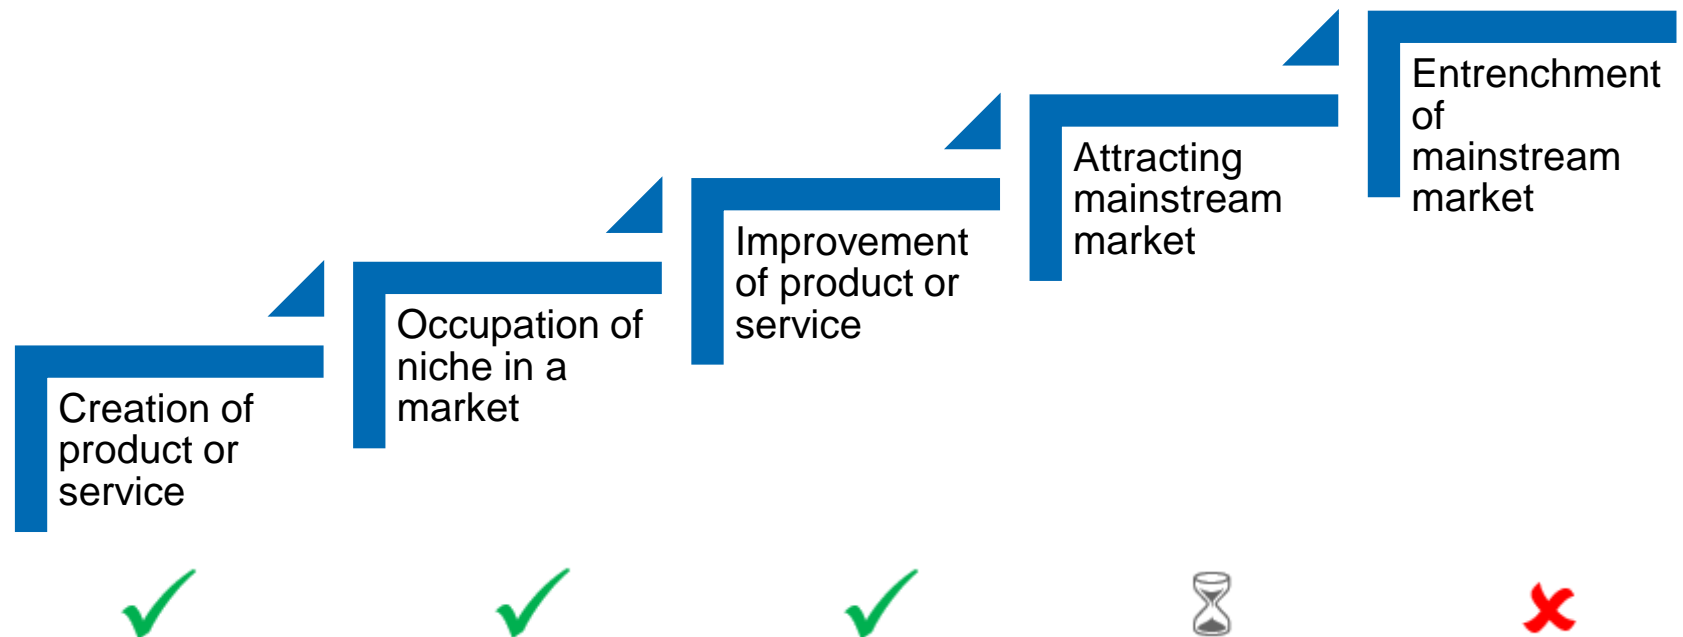 Creation of
product or
service
Occupation of
niche in a
market
Improvement
of product or
service
Attracting
mainstream
market
Entrenchment
of
mainstream
market